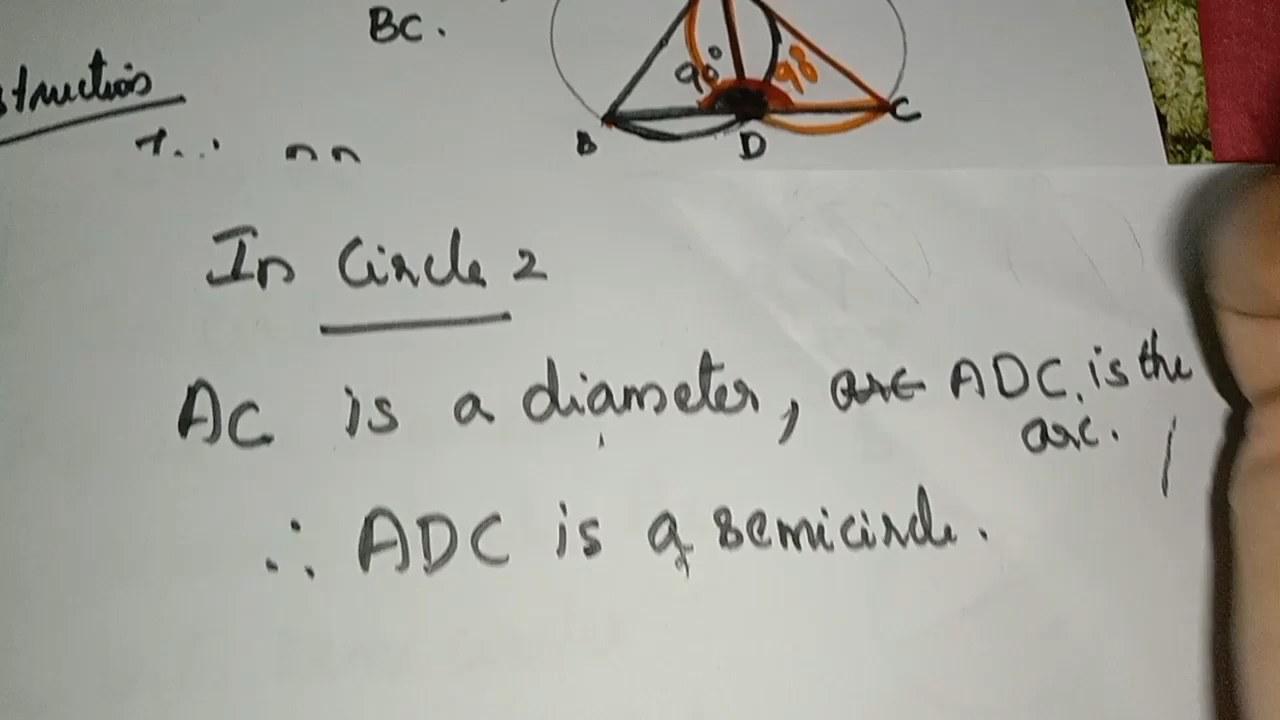 BC.
90°
90
C
B
D
In Circle 2
AC is a diameter, arc ADC. is the
arc.
∴ ADC is a semicircle.